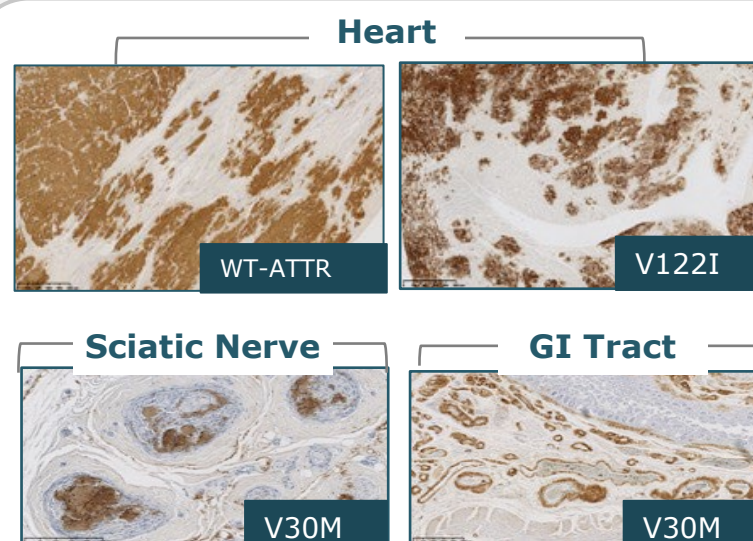 Heart
WT-ATTR
V122I
Sciatic Nerve
GI Tract
V30M
V30M